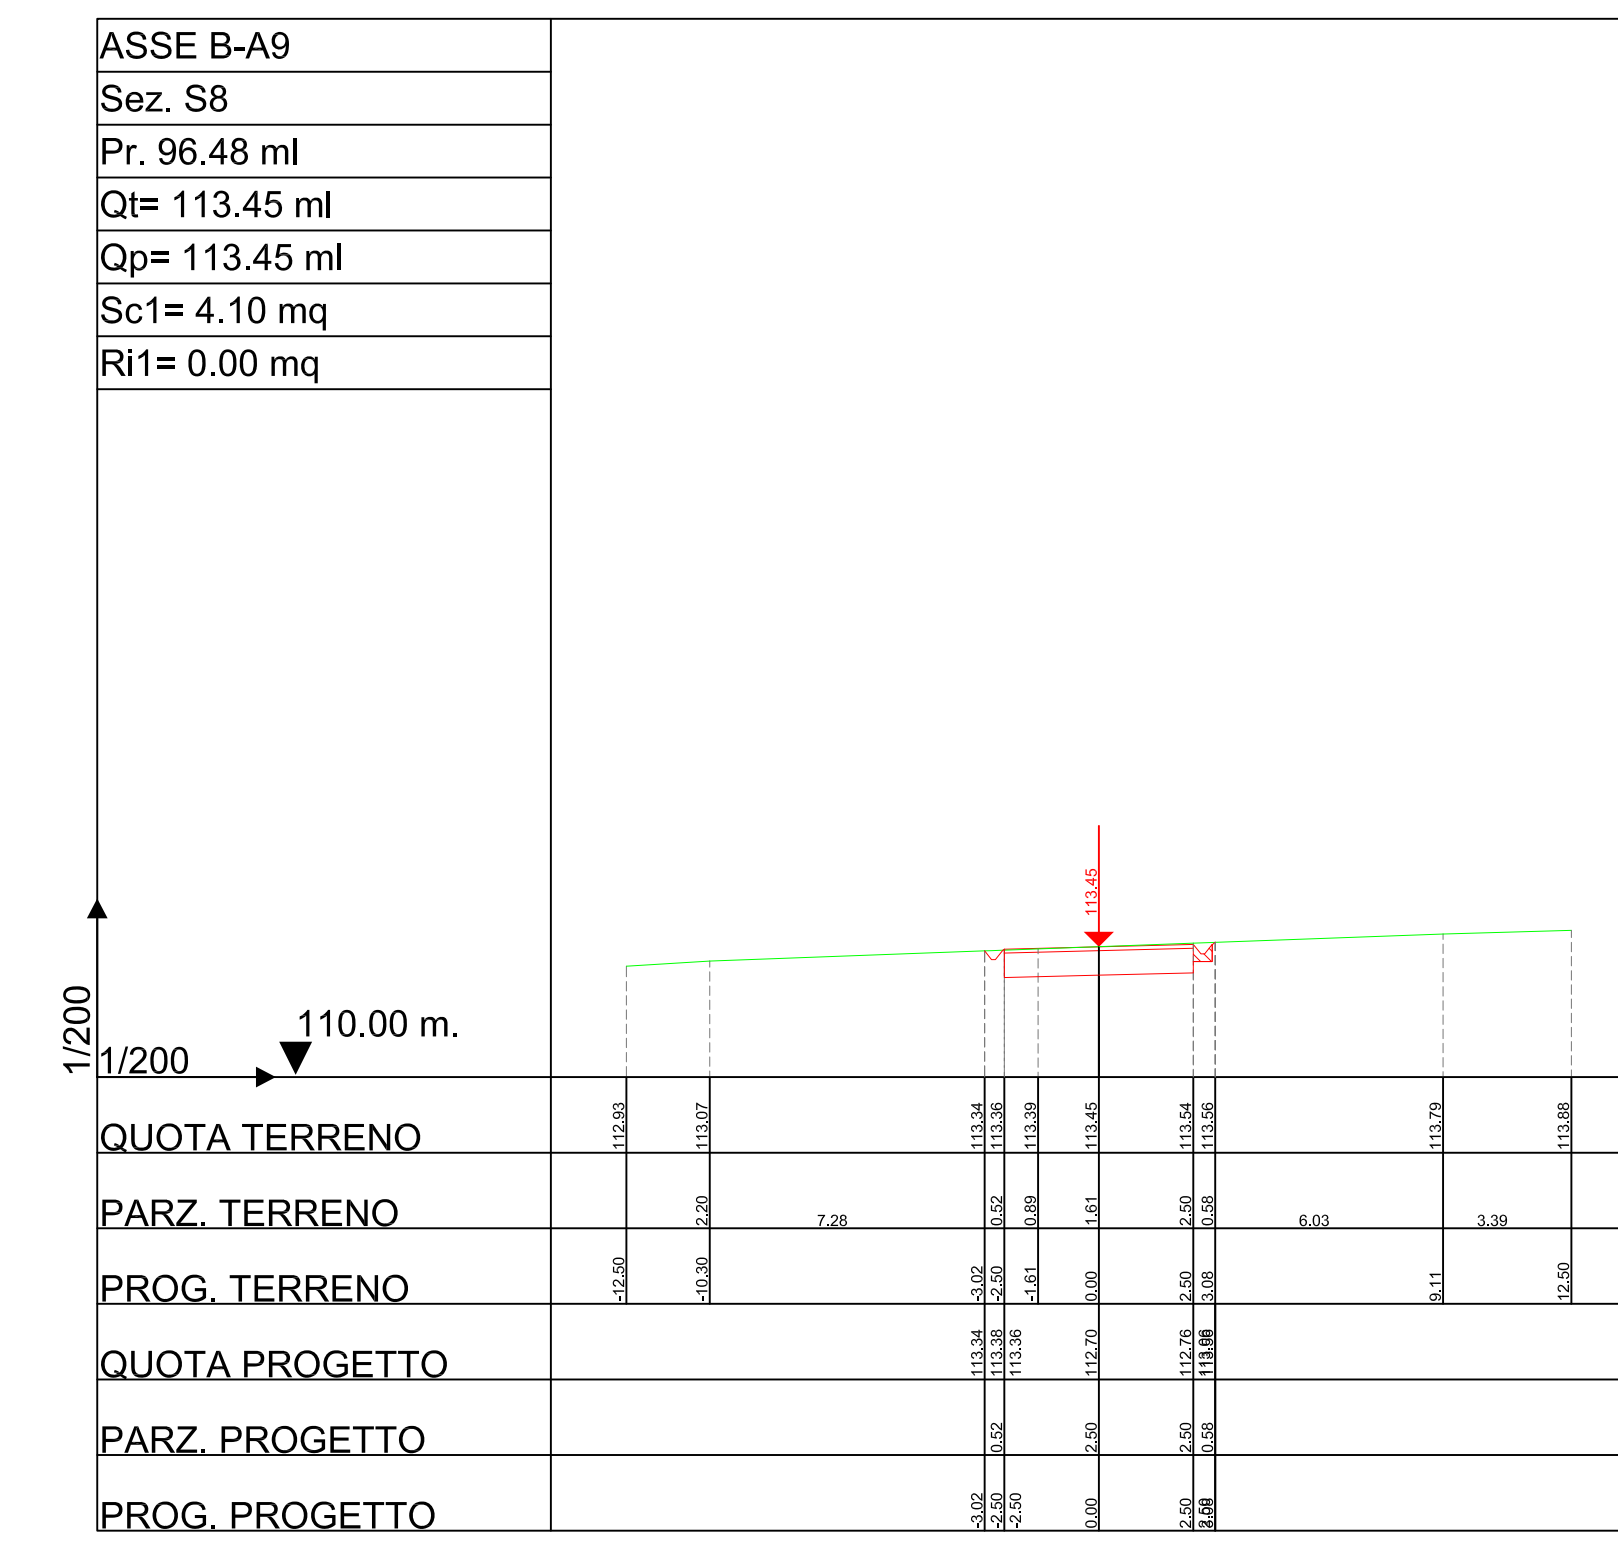 ASSE B-A9
Sez. S8
Pr. 96.48 ml
Qt= 113.45 ml
Qp= 113.45 ml
Sc1= 4.10 mq
Ri1= 0.00 mq
113.45
1/200
110.00 m.
1/200
QUOTA TERRENO 112.93 113.07 113.34 113.36 113.39 113.45 113.54 113.56 113.79 113.88
PARZ. TERRENO 2.20 7.28 0.52 0.89 1.61 2.50 0.58 6.03 3.39
PROG. TERRENO -12.50 -10.30 -3.02 -2.50 -1.61 0.00 2.50 3.08 9.11 12.50
QUOTA PROGETTO 113.34 113.38 113.36 112.70 112.76
PARZ. PROGETTO 0.52 2.50 2.50 0.58
PROG. PROGETTO -3.02 -2.50 -2.50 0.00 2.50